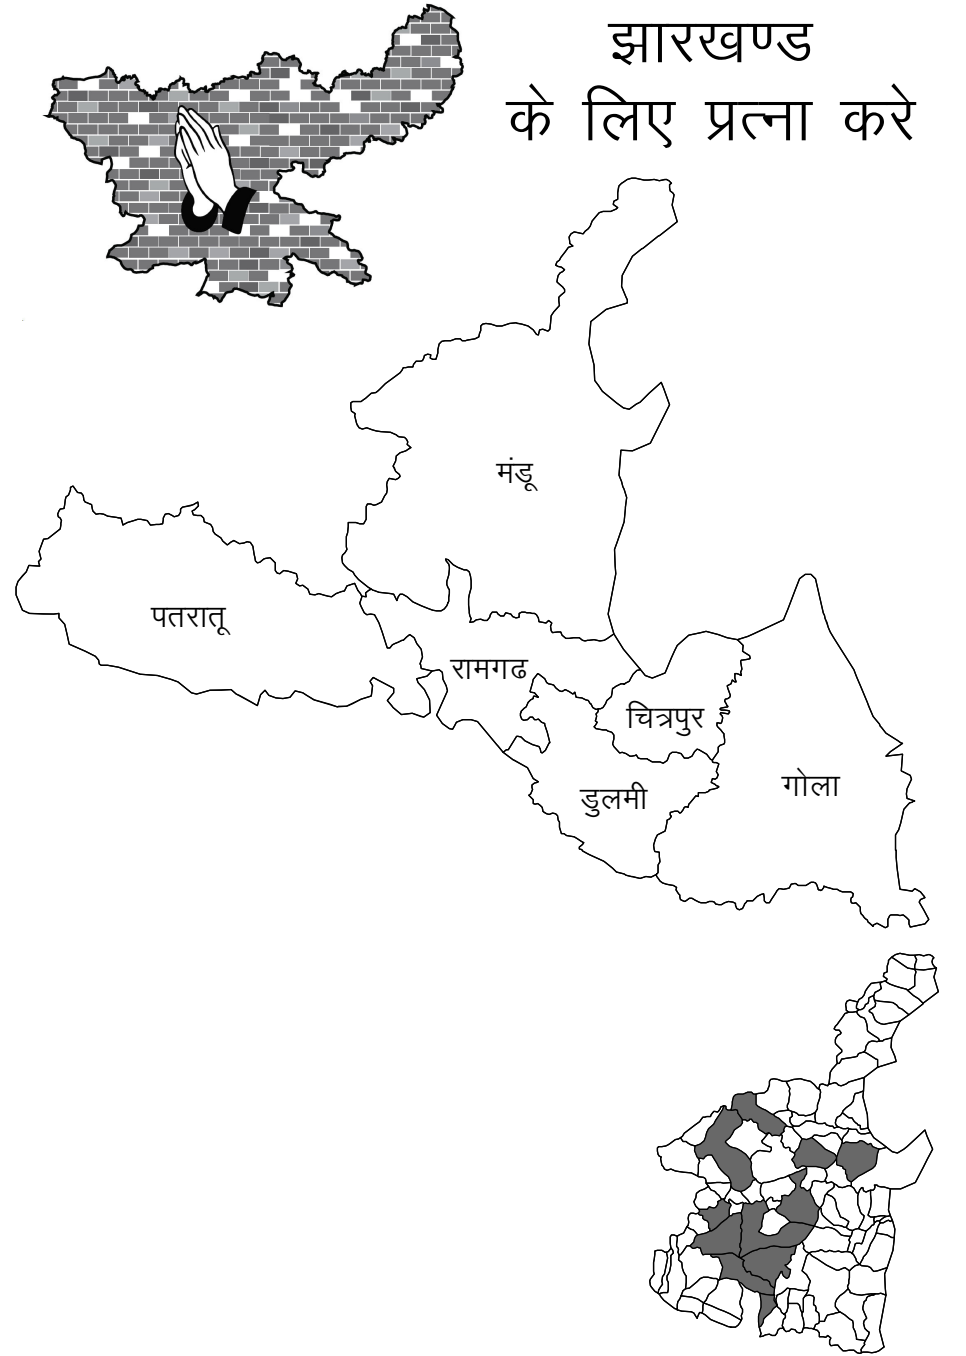 झारखण्ड
के लिए प्रत्ना करे
मंडू
पतरातू
रामगढ
चित्रपुर
गोला
डुलमी